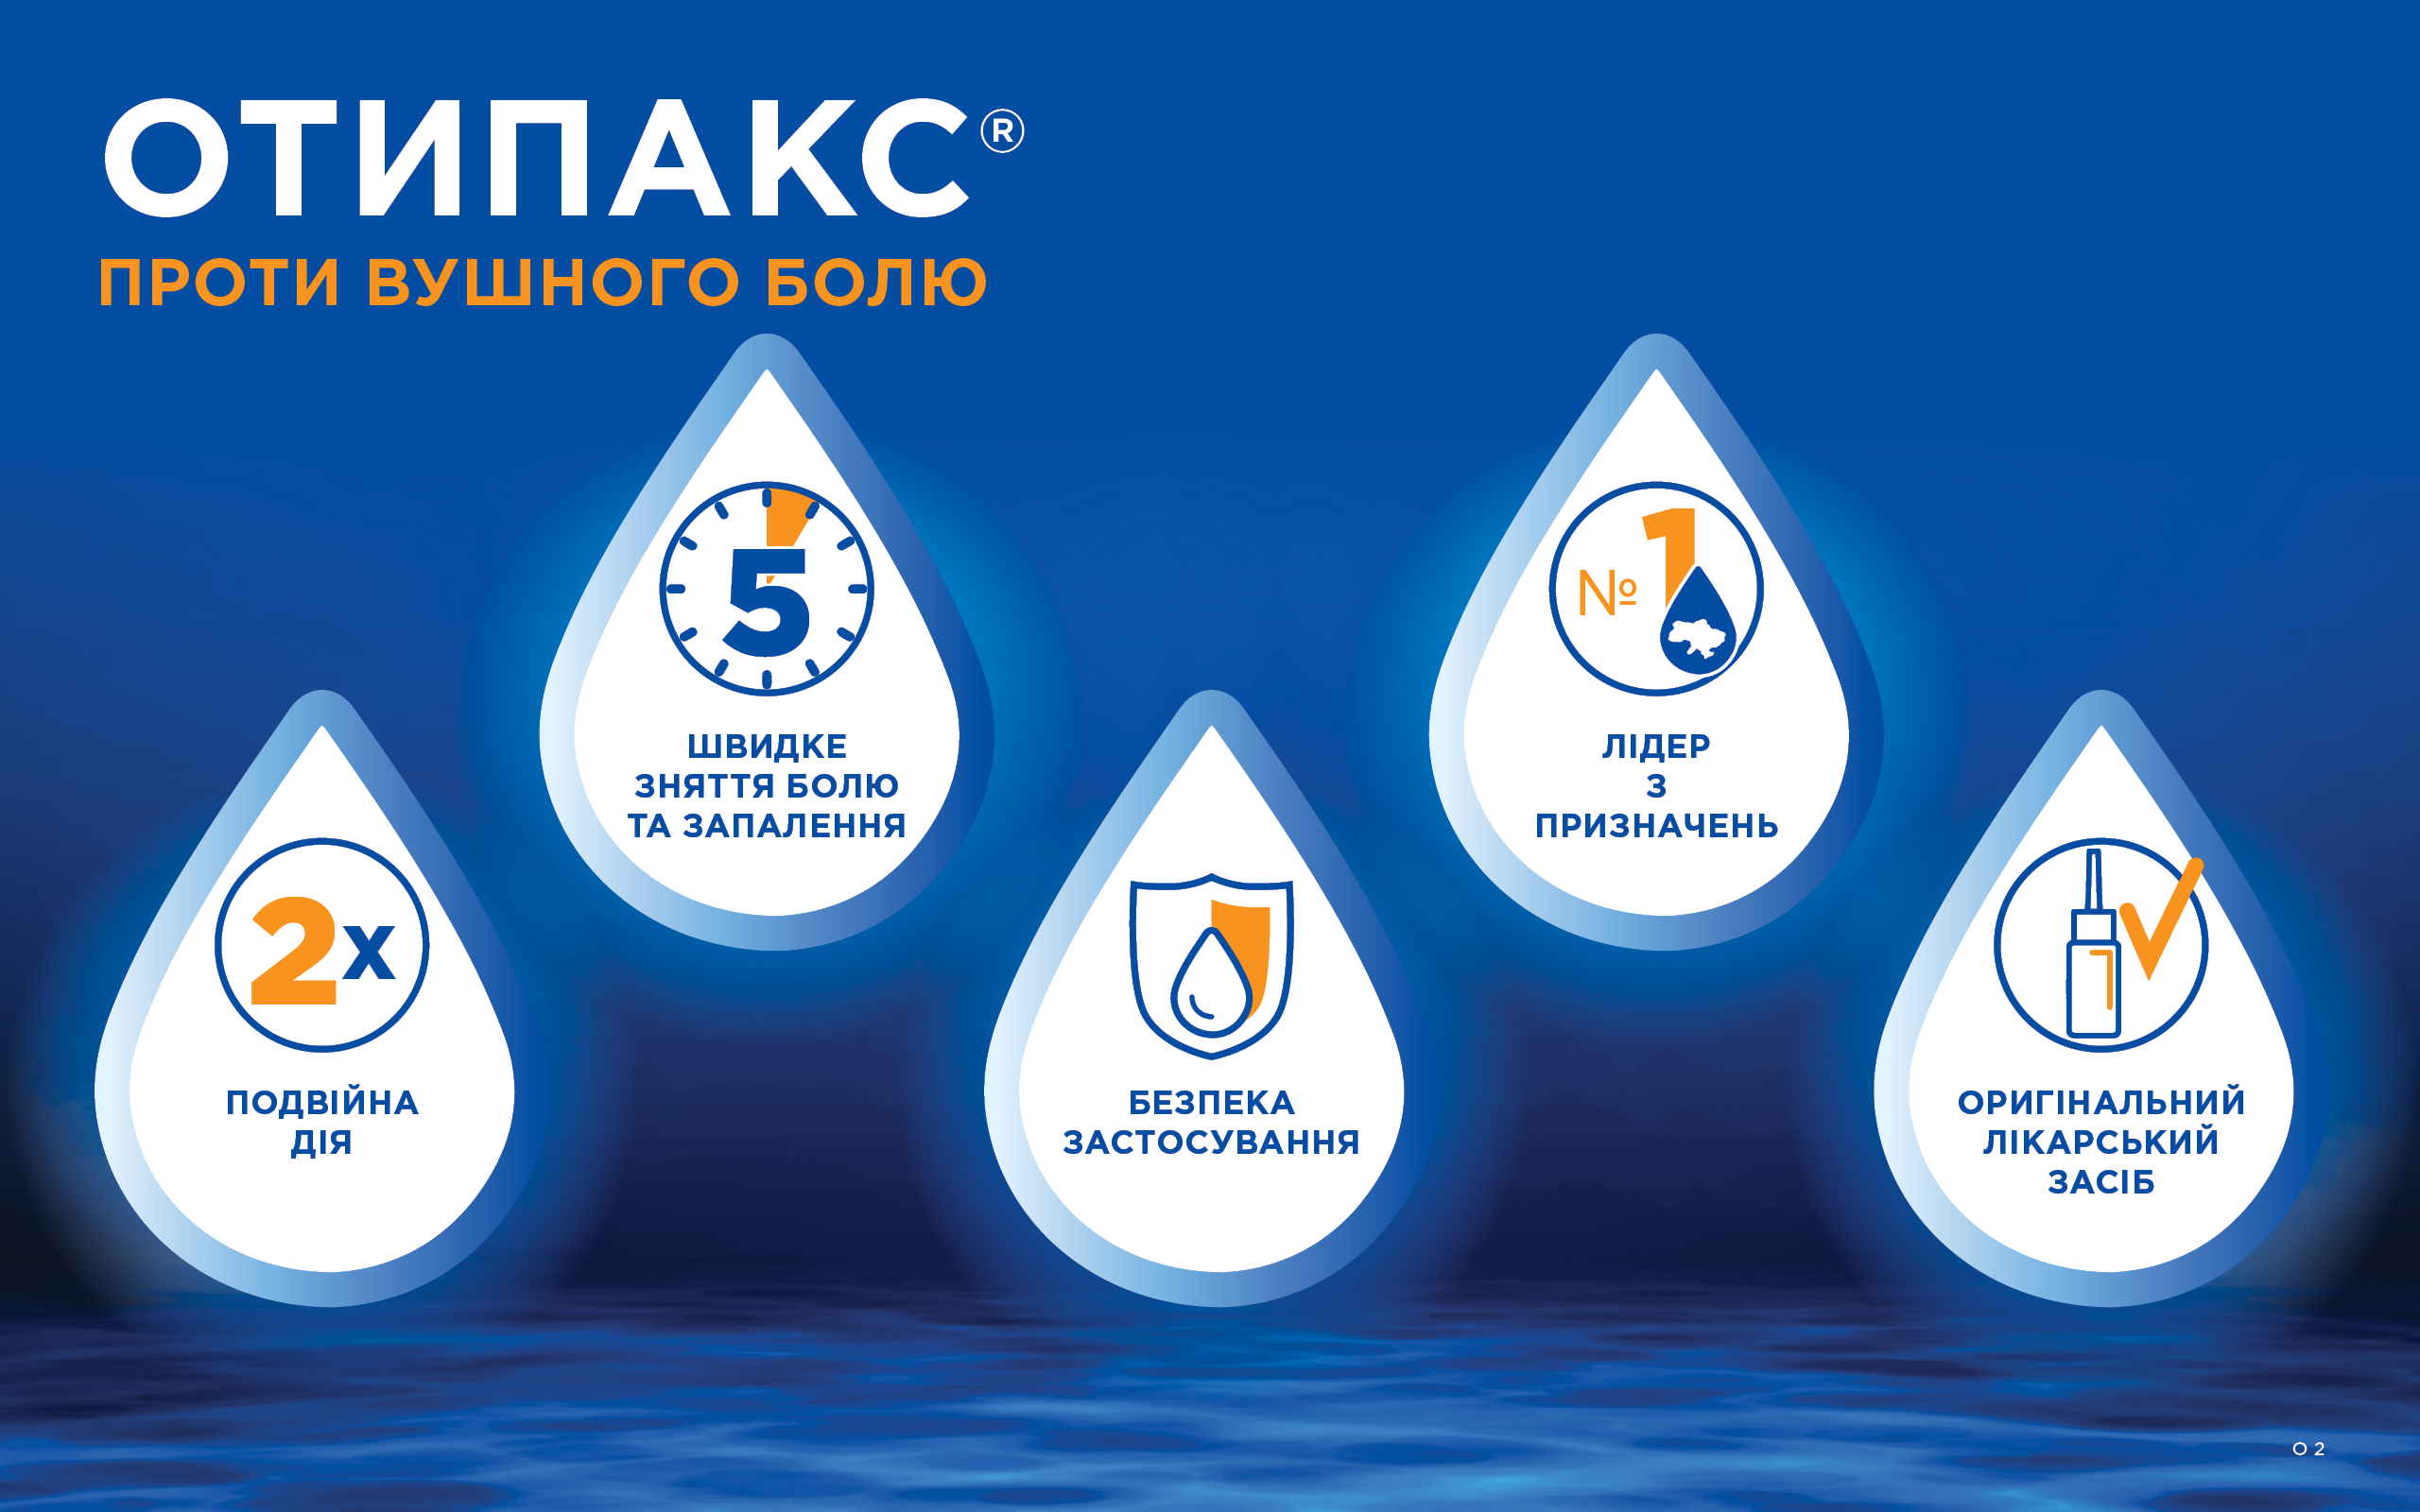 ОТИПАКС®
ПРОТИ ВУШНОГО БОЛЮ
5
ШВИДКЕ
ЗНЯТТЯ БОЛЮ
ТА ЗАПАЛЕННЯ
№1
ЛІДЕР
З
ПРИЗНАЧЕНЬ
2x
ПОДВІЙНА
ДІЯ
БЕЗПЕКА
ЗАСТОСУВАННЯ
ОРИГІНАЛЬНИЙ
ЛІКАРСЬКИЙ
ЗАСІБ
О 2